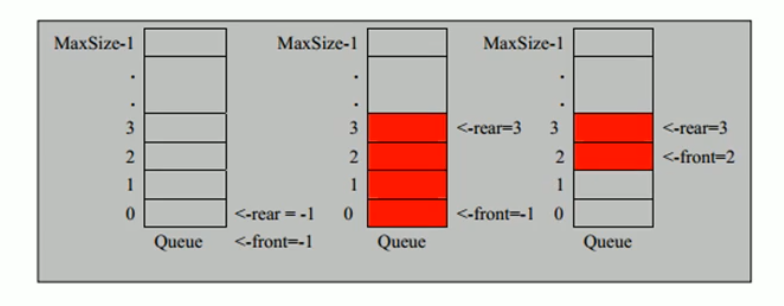 MaxSize-1 MaxSize-1 MaxSize-1
. . .
. . .
3 3 <-rear=3 3 <-rear=3
2 2 2 <-front=2
1 1 1
0 <-rear = -1 0 <-front=-1 0
Queue <-front=-1 Queue Queue